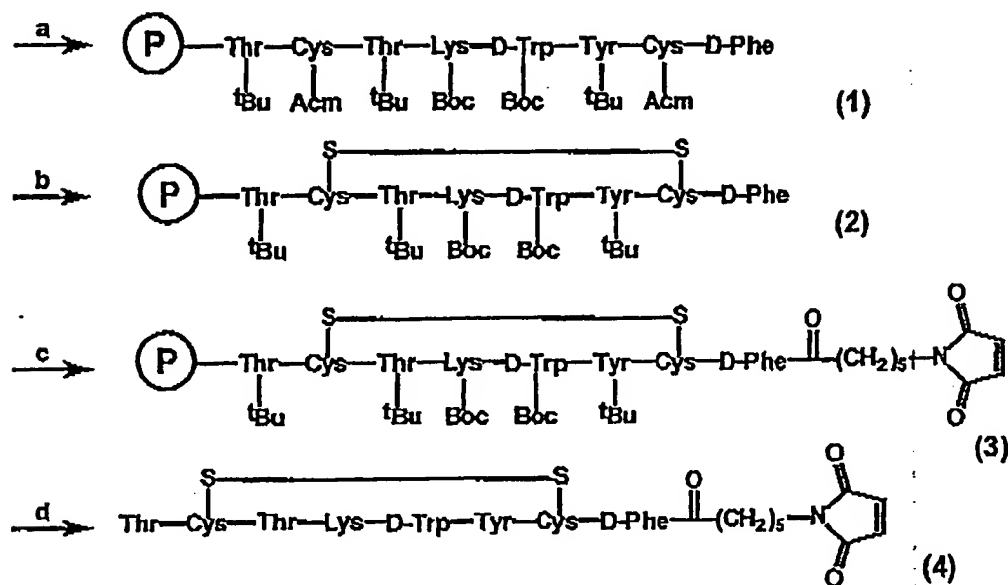 a
P Thr Cys Thr Lys D-Trp Tyr Cys D-Phe
tBu Acm tBu Boc Boc tBu Acm
(1)
S S
b
P Thr Cys Thr Lys D-Trp Tyr Cys D-Phe
(2)
tBu tBu Boc Boc tBu
S S O O
c
P Thr Cys Thr Lys D-Trp Tyr Cys D-Phe (CH2)5 N
tBu tBu Boc Boc tBu O
(3)
S S O O
d
Thr Cys Thr Lys D-Trp Tyr Cys D-Phe (CH2)5 N
O
(4)